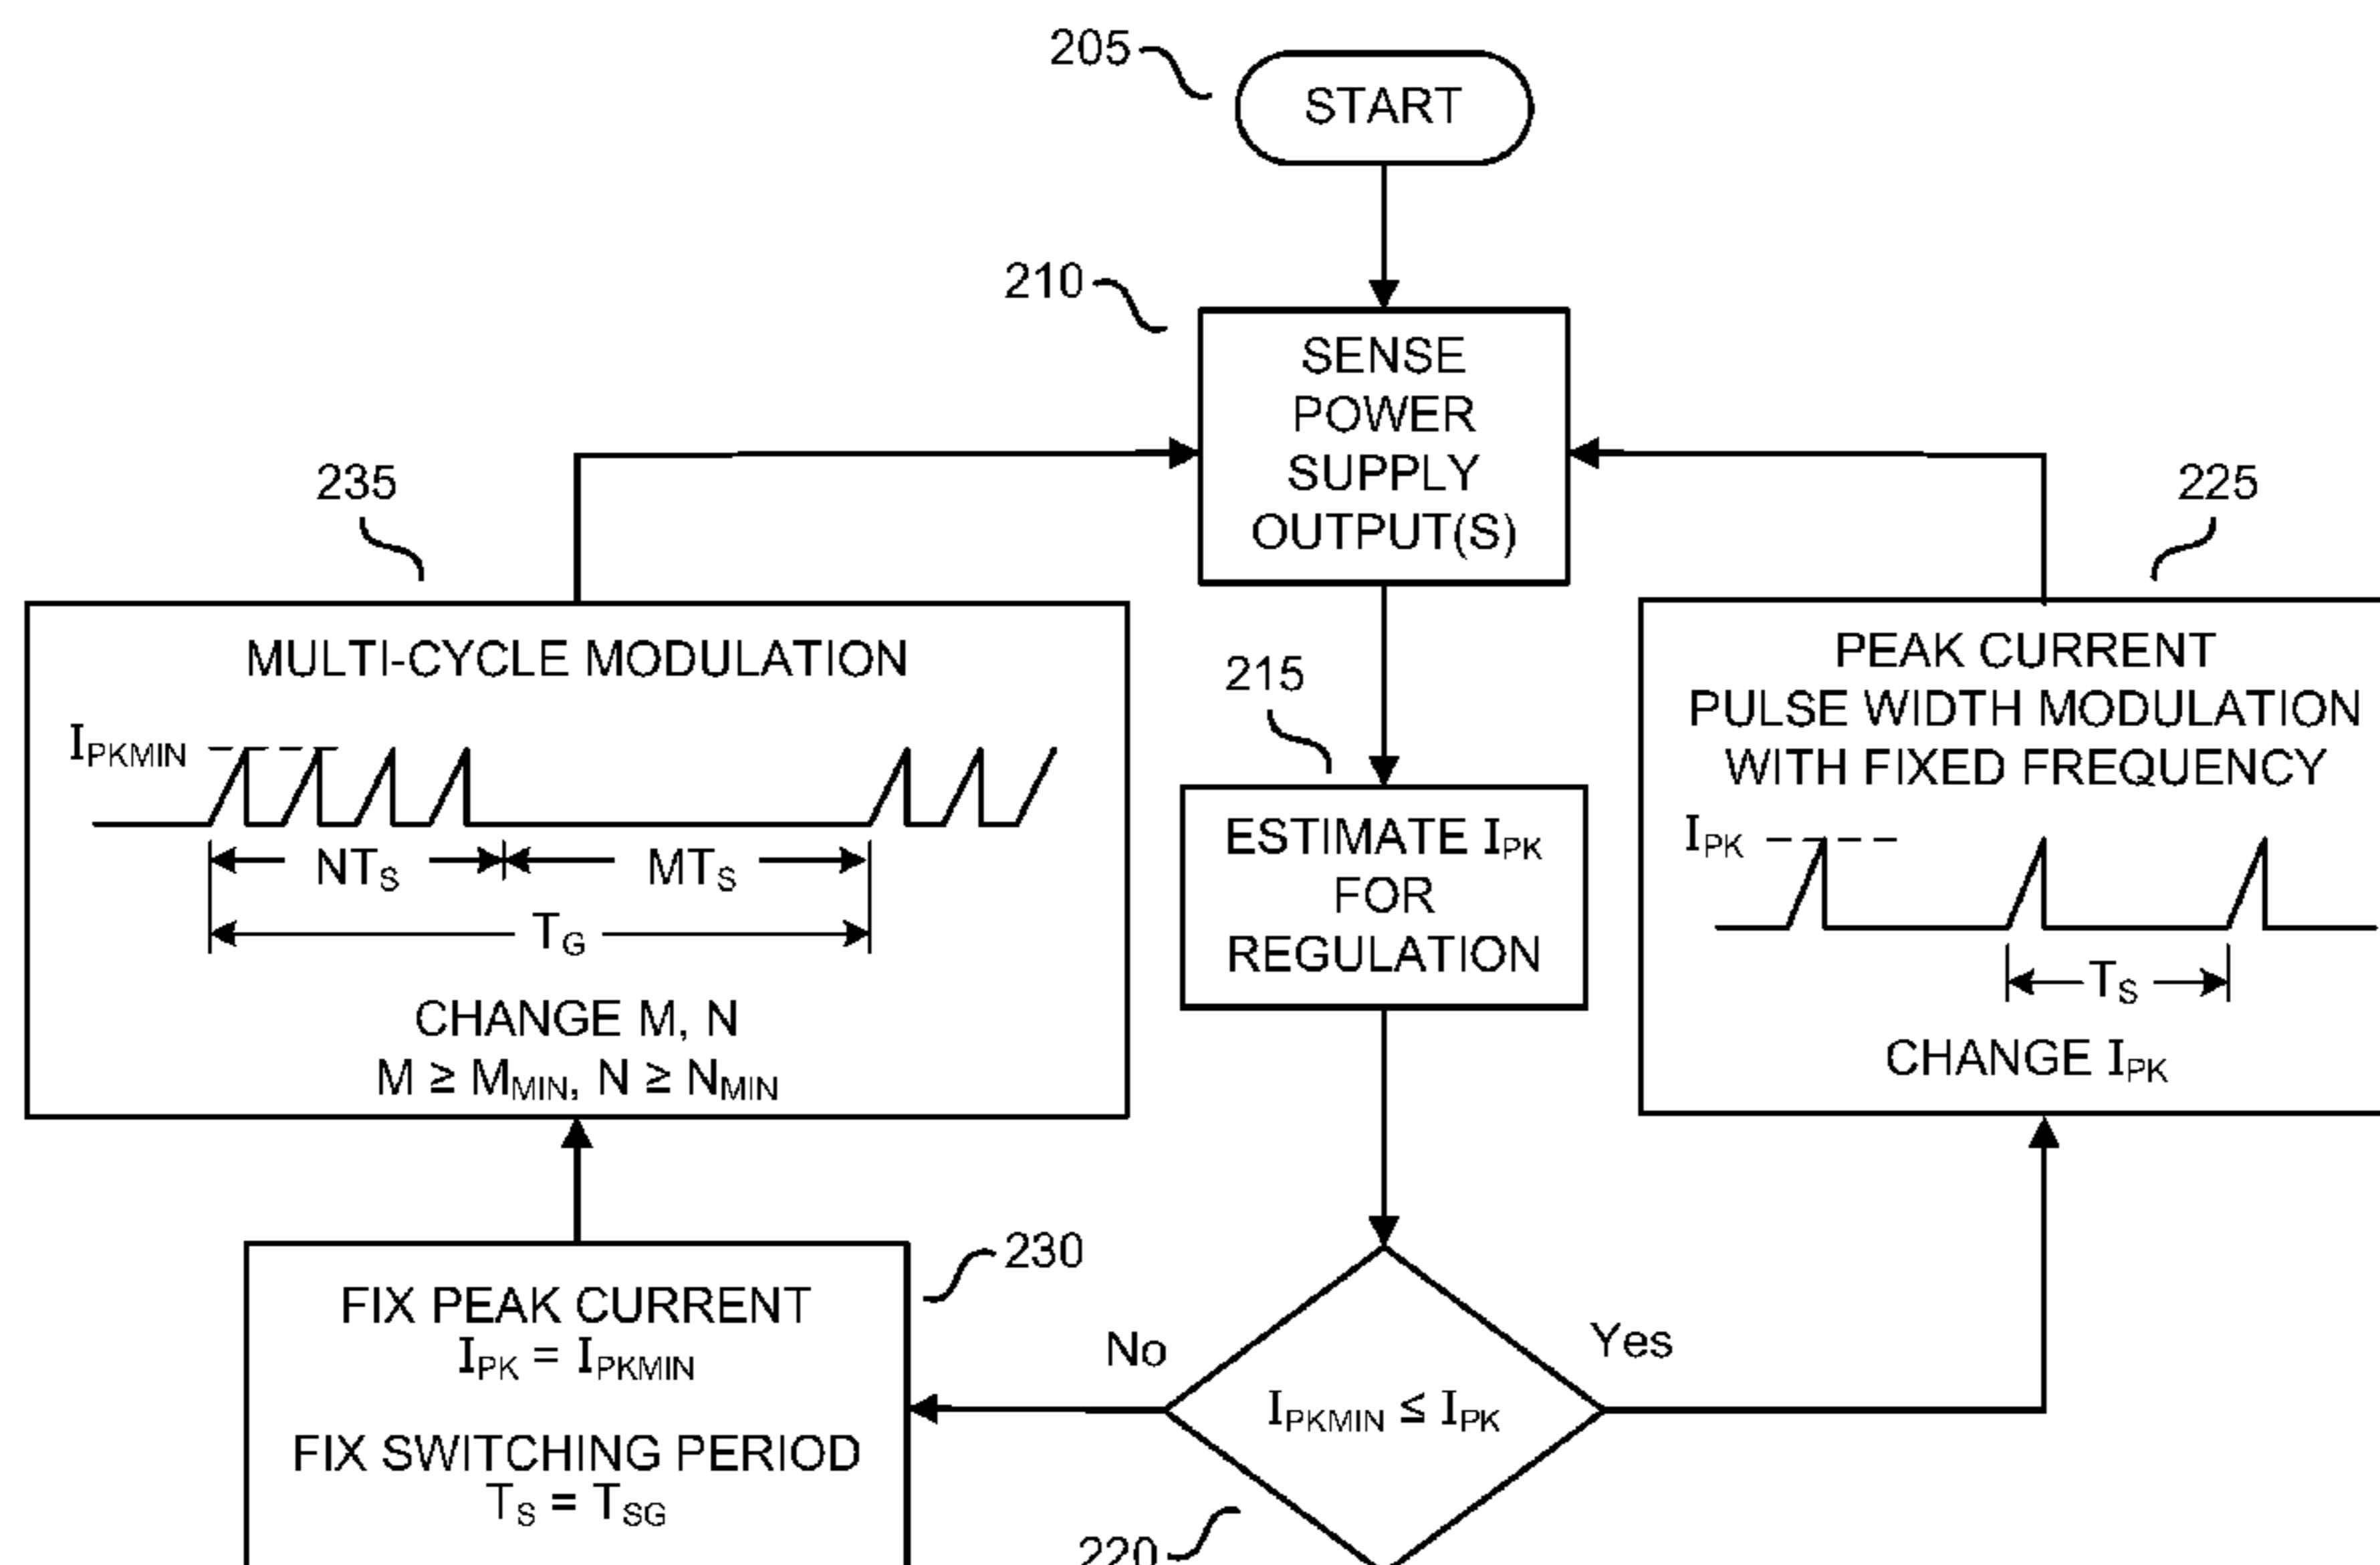 205
START
210
SENSE
POWER
SUPPLY
OUTPUT(S)
235
MULTI-CYCLE MODULATION
IPKMIN
NTS
MTS
TG
CHANGE M, N
M ≥ MMIN, N ≥ NMIN
215
ESTIMATE IPK
FOR
REGULATION
225
PEAK CURRENT
PULSE WIDTH MODULATION
WITH FIXED FREQUENCY
IPK
TS
CHANGE IPK
230
FIX PEAK CURRENT
IPK = IPKMIN
FIX SWITCHING PERIOD
TS = TSG
No
IPKMIN ≤ IPK
Yes
220